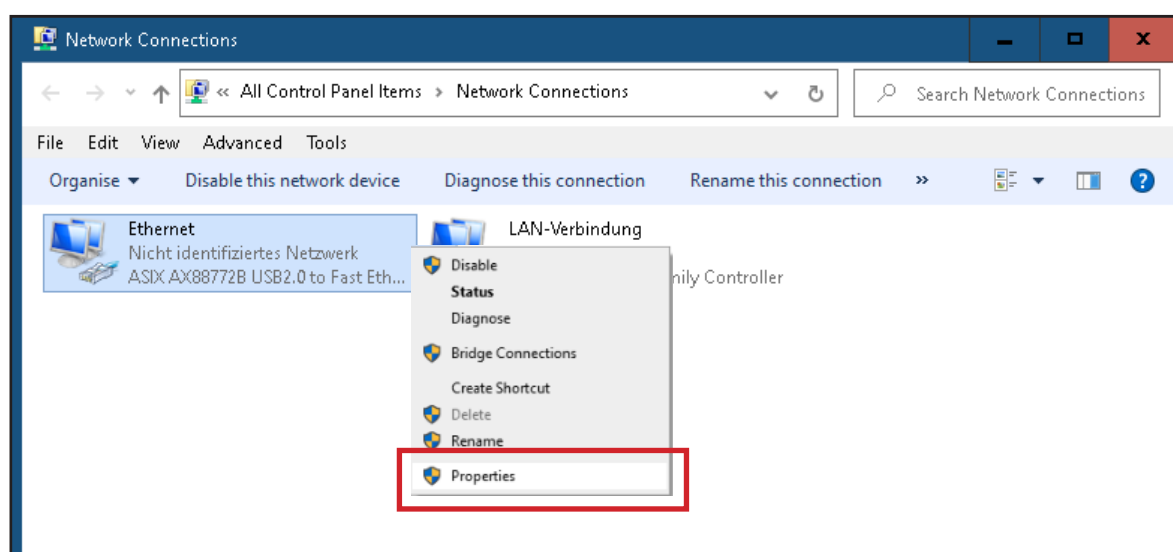 Network Connections
« All Control Panel Items > Network Connections
Search Network Connections
File Edit View Advanced Tools
Organise Disable this network device Diagnose this connection Rename this connection »
Ethernet
Nicht identifiziertes Netzwerk
ASIX AX88772B USB2.0 to Fast Eth...
LAN-Verbindung
Controller
Disable
Status
Diagnose
Bridge Connections
Create Shortcut
Delete
Rename
Properties